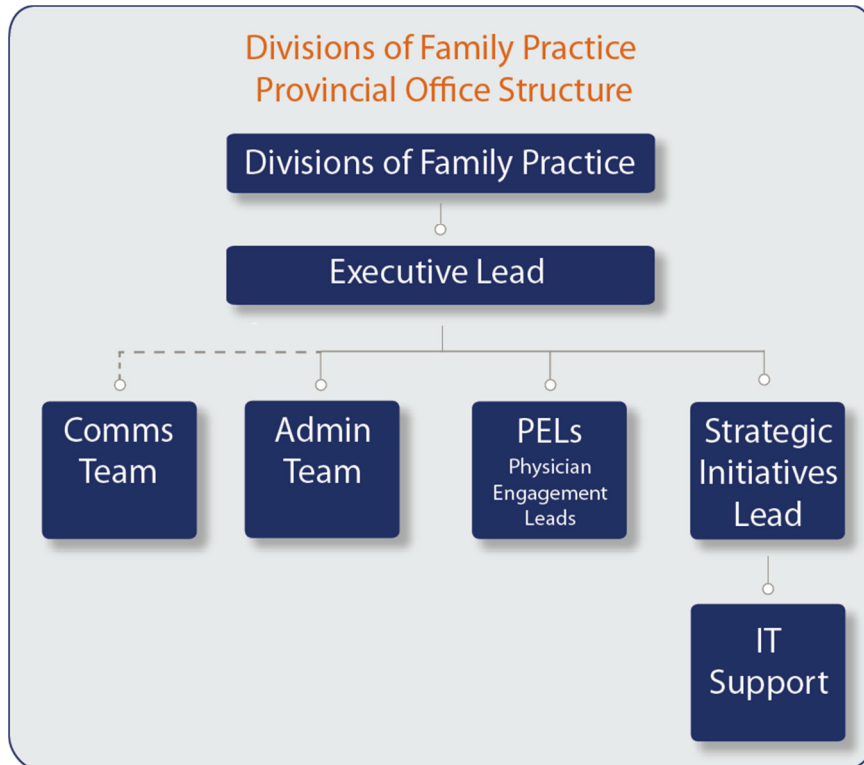 Divisions of Family Practice
Provincial Office Structure
Divisions of Family Practice
Executive Lead
Comms
Team
Admin
Team
PELs
Physician
Engagement
Leads
Strategic
Initiatives
Lead
IT
Support